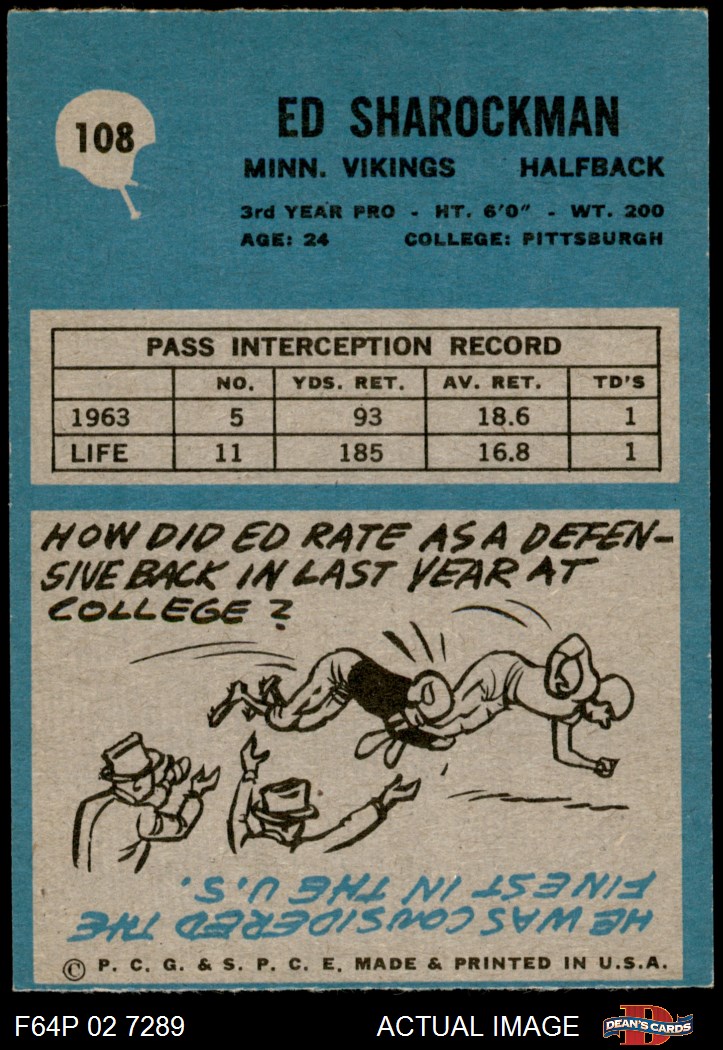 108
ED SHAROCKMAN
MINN. VIKINGS HALFBACK
3rd YEAR PRO - HT. 6'0" - WT. 200
AGE: 24 COLLEGE: PITTSBURGH
PASS INTERCEPTION RECORD
NO. YDS. RET. AV. RET. TD'S
1963 5 93 18.6 1
LIFE 11 185 16.8 1
HOW DID ED RATE AS A DEFEN-
SIVE BACK IN LAST YEAR AT
COLLEGE?
HE WAS CONSIDERED THE
FINEST IN THE U.S.
© P. C. G. & S. P. C. E. MADE & PRINTED IN U.S.A.
F64P 02 7289 ACTUAL IMAGE D DEAN'S CARDS